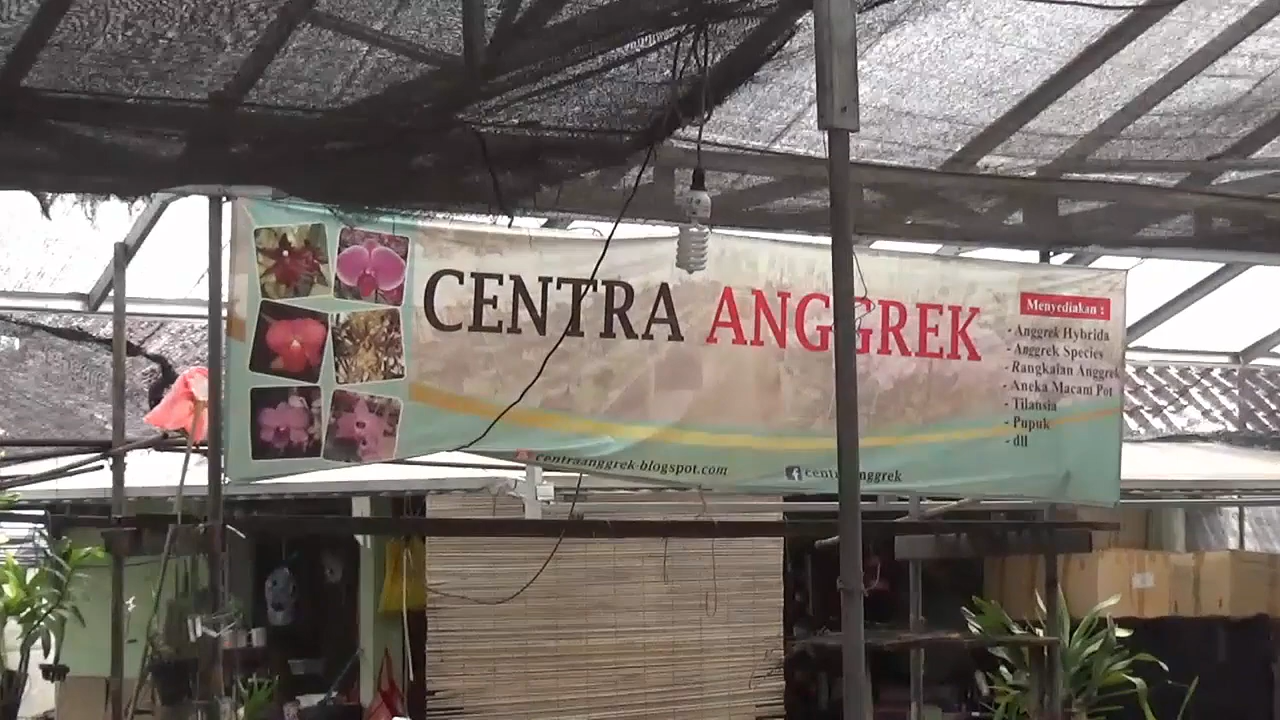 CENTRA ANGGREK
Menyediakan :
- Anggrek Hybrida
- Anggrek Species
- Rangkaian Anggrek
- Aneka Macam Pot
- Tilansia
- Pupuk
- dll
centraanggrek-blogspot.com
centraanggrek